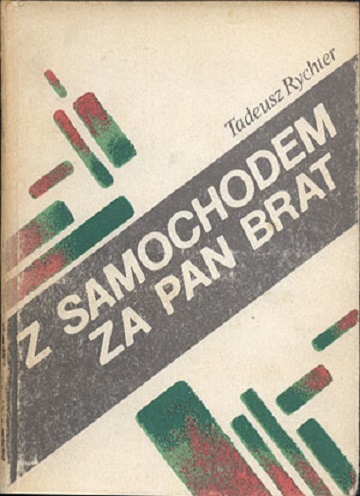 Tadeusz Rychter
Z SAMOCHODEM
ZA PAN BRAT